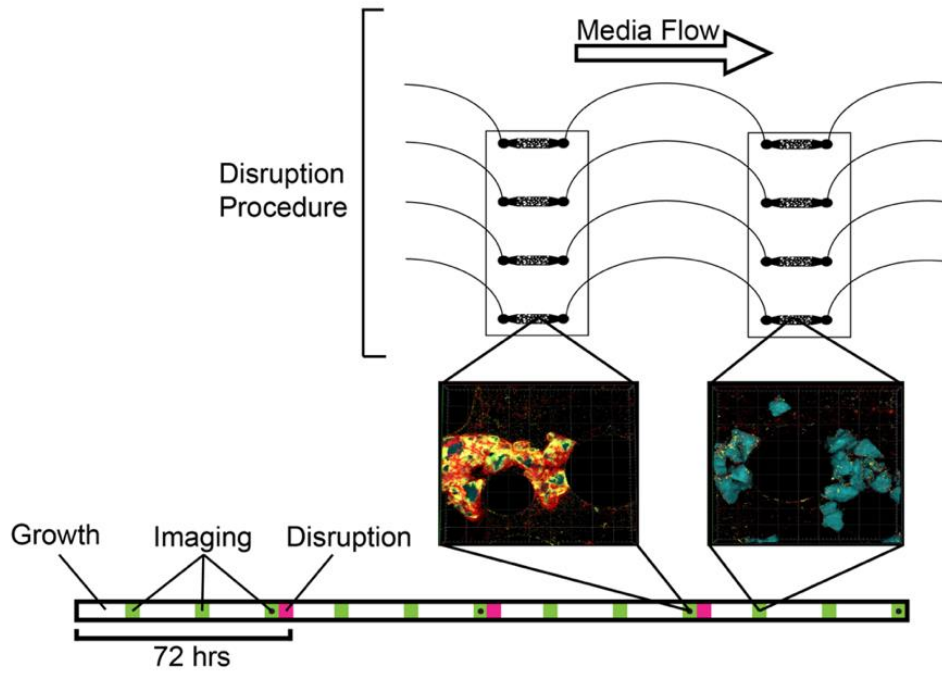 Media Flow
Disruption
Procedure
Growth
Imaging
Disruption
72 hrs